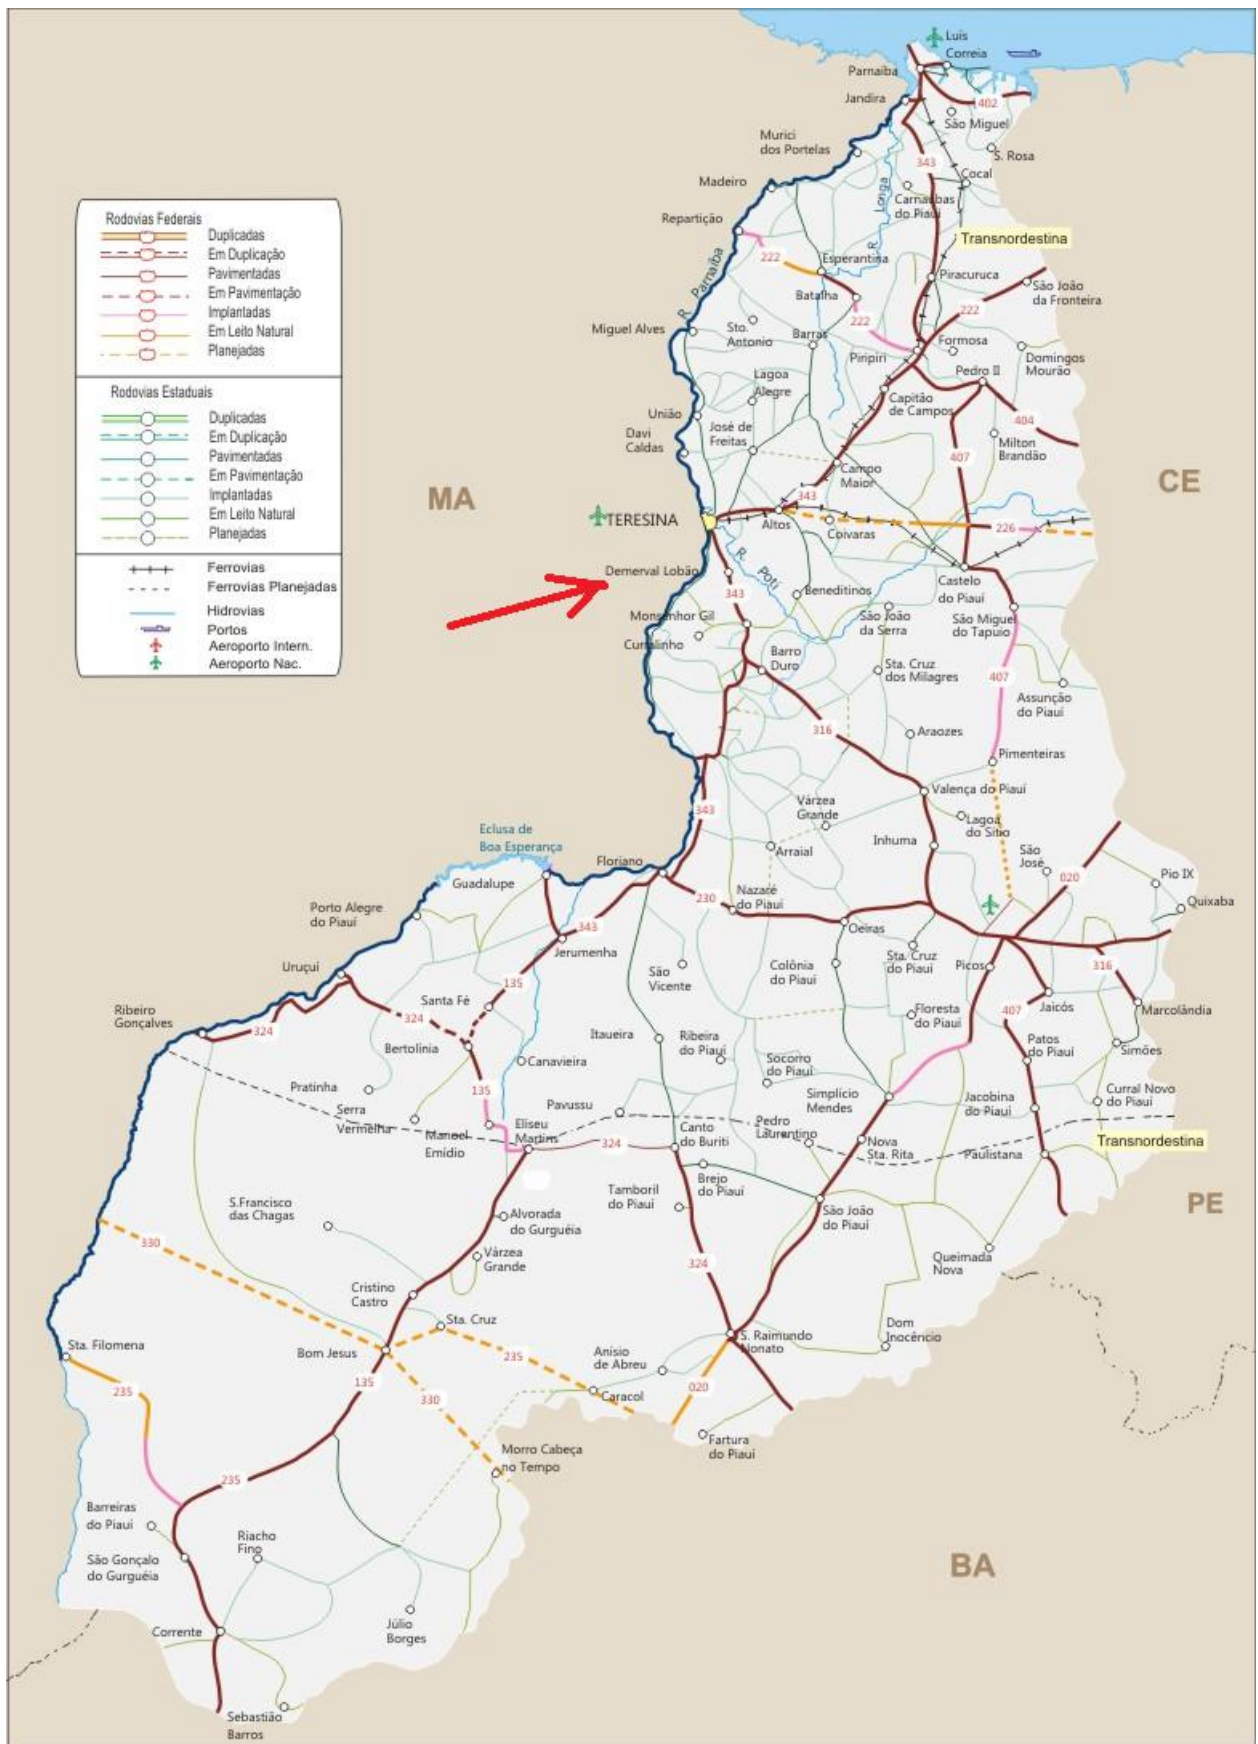 Luís
Correia
Parnaíba
Jandira
402
São Miguel
Murici
dos Portelas
343
S. Rosa
Madeiro
Cocal
R. Longa
Carnaúbas
do Piauí
Repartição
Transnordestina
222
Esperantina
R. Parnaíba
Piracuruca
Batalha
São João
da Fronteira
222
222
Miguel Alves
Sto.
Antonio
Barras
Formosa
Piripiri
Domingos
Mourão
Pedro II
Lagoa
Alegre
Capitão
de Campos
União
404
José de
Freitas
Davi
Caldas
Milton
Brandão
407
Campo
Maior
MA
CE
343
TERESINA
Altos
Coivaras
226
R. Poti
Demerval Lobão
Castelo
do Piauí
343
Beneditinos
Monsenhor Gil
São João
da Serra
São Miguel
do Tapuio
Curralinho
Barro
Duro
Sta. Cruz
dos Milagres
407
Assunção
do Piauí
316
Araozes
Pimenteiras
Valença do Piauí
343
Várzea
Grande
Lagoa
do Sítio
Eclusa de
Boa Esperança
Inhuma
Arraial
São
José
Floriano
020
Guadalupe
Pio IX
230
Nazaré
do Piauí
Quixaba
Porto Alegre
do Piauí
343
Oeiras
Jerumenha
Sta. Cruz
do Piauí
Picos
316
Uruçuí
135
São
Vicente
Colônia
do Piauí
Santa Fé
Ribeiro
Gonçalves
324
324
Floresta
do Piauí
407
Jaicós
Marcolândia
Bertolínia
Itaueira
Ribeira
do Piauí
Patos
do Piauí
Simões
Canavieira
Socorro
do Piauí
Pratinha
135
Simplício
Mendes
Jacobina
do Piauí
Curral Novo
do Piauí
Serra
Vermelha
Pavussu
Manoel
Emídio
Eliseu
Martins
Canto
do Buriti
Pedro
Laurentino
324
Nova
Sta. Rita
Transnordestina
Paulistana
Brejo
do Piauí
S.Francisco
das Chagas
Tamboril
do Piauí
Alvorada
do Gurguéia
São João
do Piauí
PE
330
Várzea
Grande
324
Queimada
Nova
Cristino
Castro
Sta. Cruz
Sta. Filomena
Bom Jesus
S. Raimundo
Nonato
Dom
Inocêncio
Anísio
de Abreu
235
235
135
330
Caracol
020
Fartura
do Piauí
Morro Cabeça
no Tempo
235
Barreiras
do Piauí
Riacho
Fino
São Gonçalo
do Gurguéia
BA
Corrente
Júlio
Borges
Sebastião
Barros
Rodovias Federais
Duplicadas
Em Duplicação
Pavimentadas
Em Pavimentação
Implantadas
Em Leito Natural
Planejadas
Rodovias Estaduais
Duplicadas
Em Duplicação
Pavimentadas
Em Pavimentação
Implantadas
Em Leito Natural
Planejadas
Ferrovias
Ferrovias Planejadas
Hidrovias
Portos
Aeroporto Intern.
Aeroporto Nac.